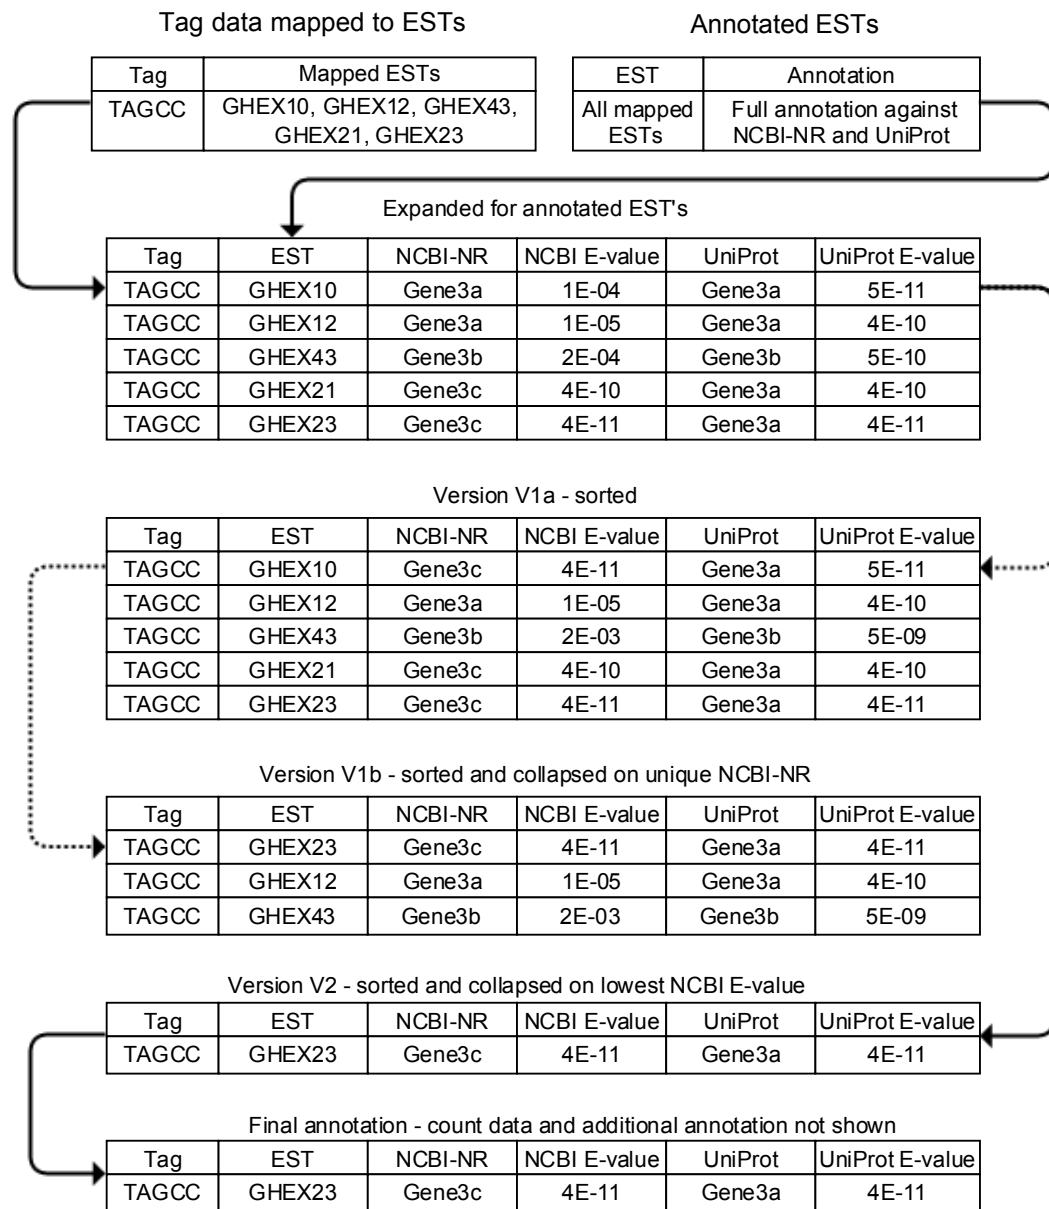 Tag data mapped to ESTs
Annotated ESTs
Tag Mapped ESTs
TAGCC GHEX10, GHEX12, GHEX43,
GHEX21, GHEX23
EST Annotation
All mapped Full annotation against
ESTs NCBI-NR and UniProt
Expanded for annotated EST's
Tag EST NCBI-NR NCBI E-value UniProt UniProt E-value
TAGCC GHEX10 Gene3a 1E-04 Gene3a 5E-11
TAGCC GHEX12 Gene3a 1E-05 Gene3a 4E-10
TAGCC GHEX43 Gene3b 2E-04 Gene3b 5E-10
TAGCC GHEX21 Gene3c 4E-10 Gene3a 4E-10
TAGCC GHEX23 Gene3c 4E-11 Gene3a 4E-11
Version V1a - sorted
Tag EST NCBI-NR NCBI E-value UniProt UniProt E-value
TAGCC GHEX10 Gene3c 4E-11 Gene3a 5E-11
TAGCC GHEX12 Gene3a 1E-05 Gene3a 4E-10
TAGCC GHEX43 Gene3b 2E-03 Gene3b 5E-09
TAGCC GHEX21 Gene3c 4E-10 Gene3a 4E-10
TAGCC GHEX23 Gene3c 4E-11 Gene3a 4E-11
Version V1b - sorted and collapsed on unique NCBI-NR
Tag EST NCBI-NR NCBI E-value UniProt UniProt E-value
TAGCC GHEX23 Gene3c 4E-11 Gene3a 4E-11
TAGCC GHEX12 Gene3a 1E-05 Gene3a 4E-10
TAGCC GHEX43 Gene3b 2E-03 Gene3b 5E-09
Version V2 - sorted and collapsed on lowest NCBI E-value
Tag EST NCBI-NR NCBI E-value UniProt UniProt E-value
TAGCC GHEX23 Gene3c 4E-11 Gene3a 4E-11
Final annotation - count data and additional annotation not shown
Tag EST NCBI-NR NCBI E-value UniProt UniProt E-value
TAGCC GHEX23 Gene3c 4E-11 Gene3a 4E-11